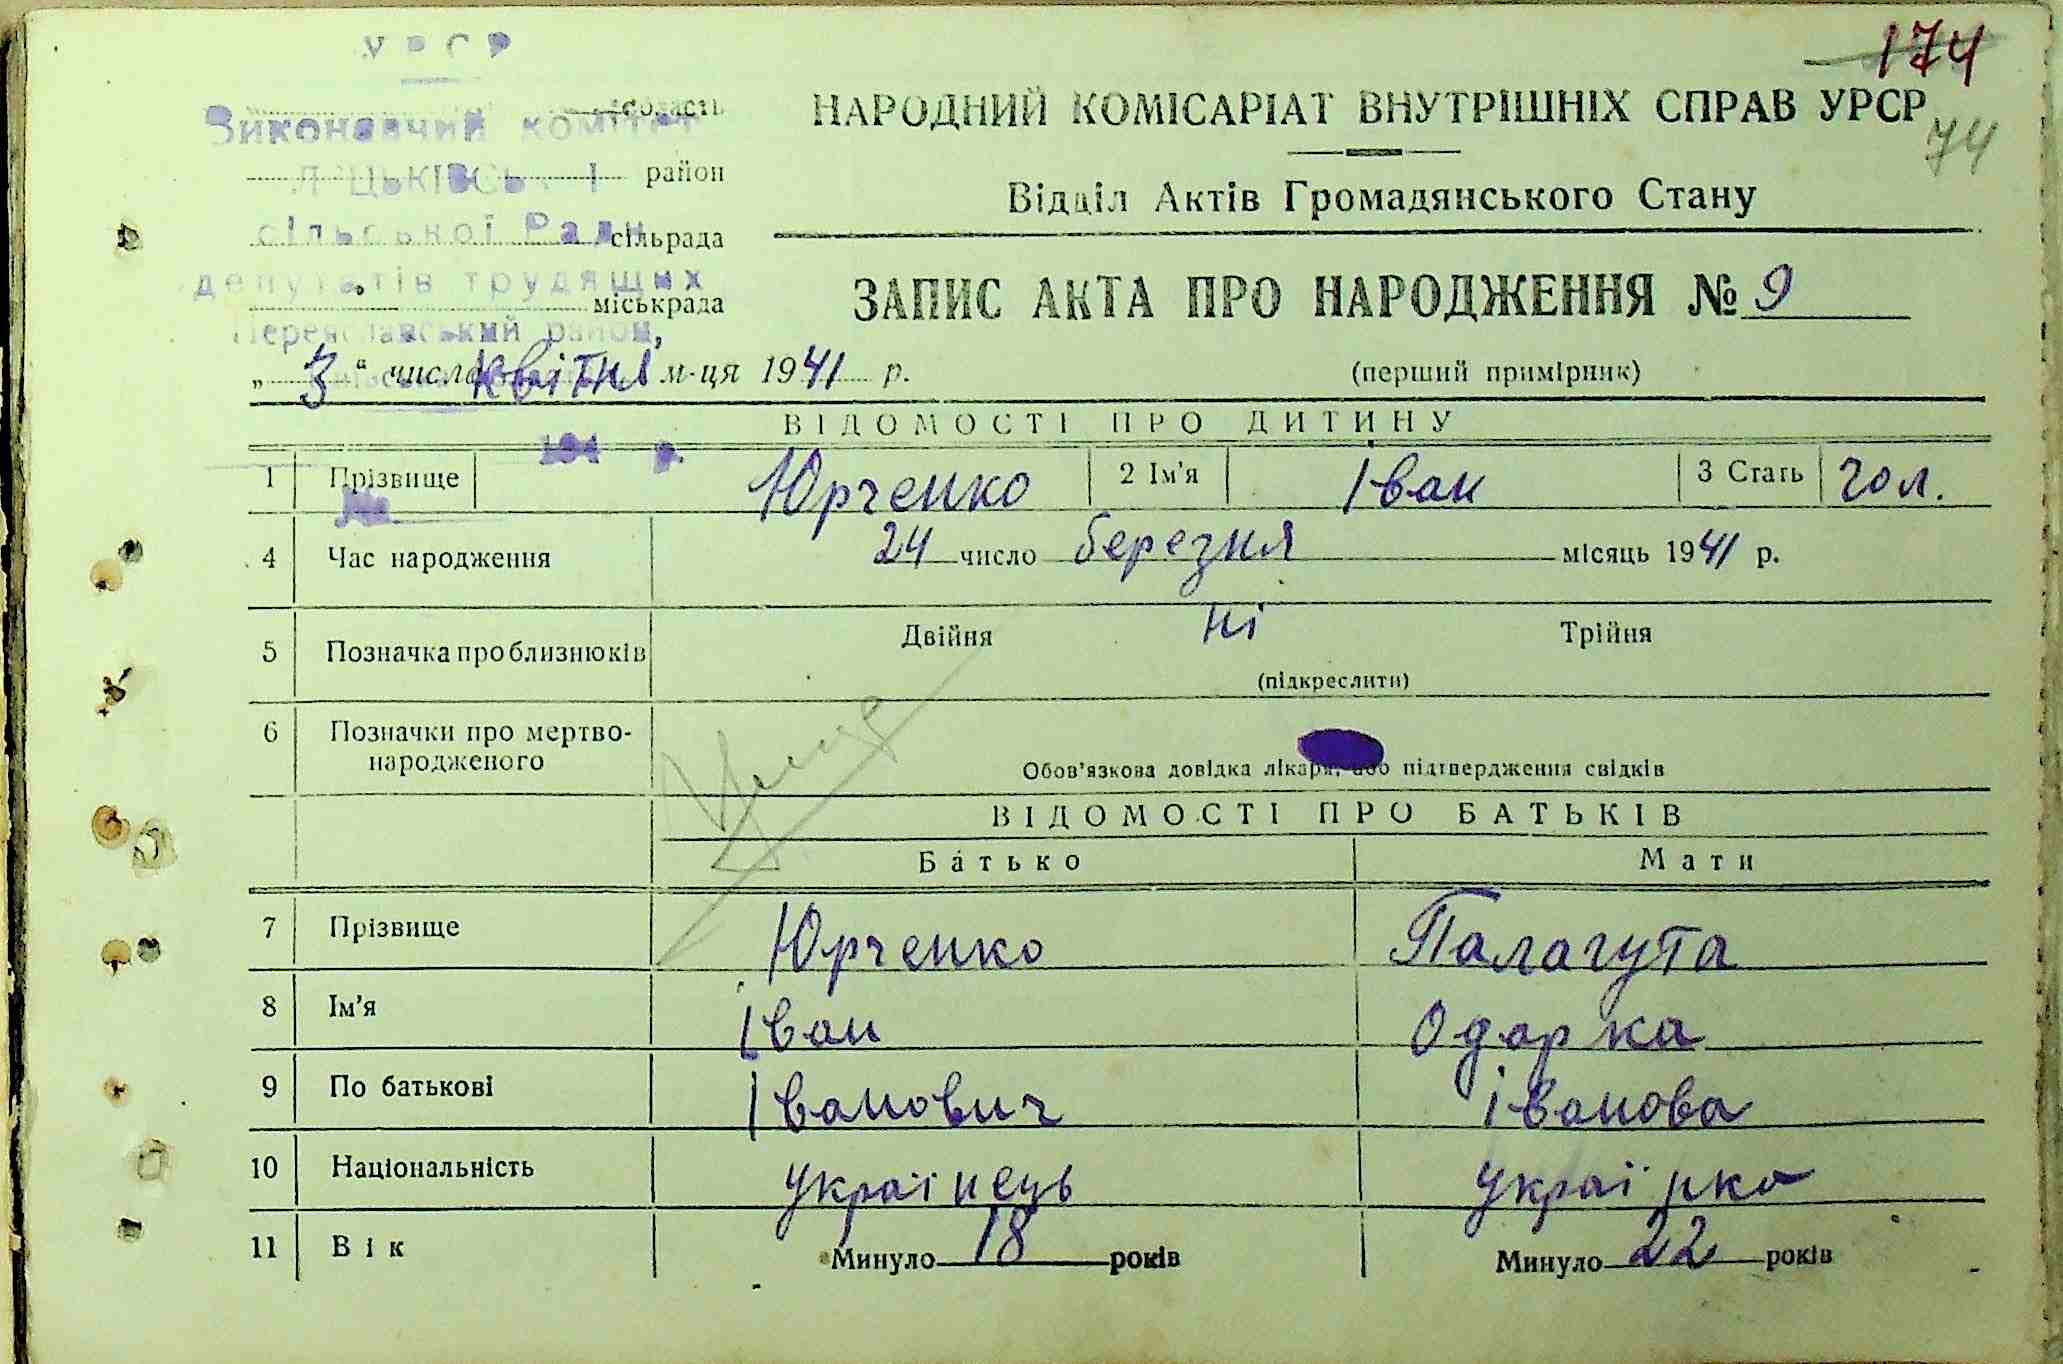 УРСР
174
область
Виконавчий комітет
НАРОДНИЙ КОМІСАРІАТ ВНУТРІШНІХ СПРАВ УРСР
74
район
Відділ Актів Громадянського Стану
сільської Ради
сільрада
депутатів трудящих
міськрада
ЗАПИС АКТА ПРО НАРОДЖЕННЯ № 9
Переяславський район,
„ 3 “ числа квітня м-ця 1941 р.
(перший примірник)
ВІДОМОСТІ ПРО ДИТИНУ
194 р.
1 Прізвище Юрченко 2 Ім'я Іван 3 Стать чол.
№
4 Час народження 24 число березня місяць 1941 р.
5 Позначка про близнюків Двійня ні Трійня
(підкреслити)
6 Позначки про мертво-
народженого
Обов'язкова довідка лікаря, або підтвердження свідків
ВІДОМОСТІ ПРО БАТЬКІВ
Батько Мати
7 Прізвище Юрченко Палагута
8 Ім'я Іван Одарка
9 По батькові Іванович Іванова
10 Національність українець українка
11 Вік Минуло 18 років Минуло 22 років